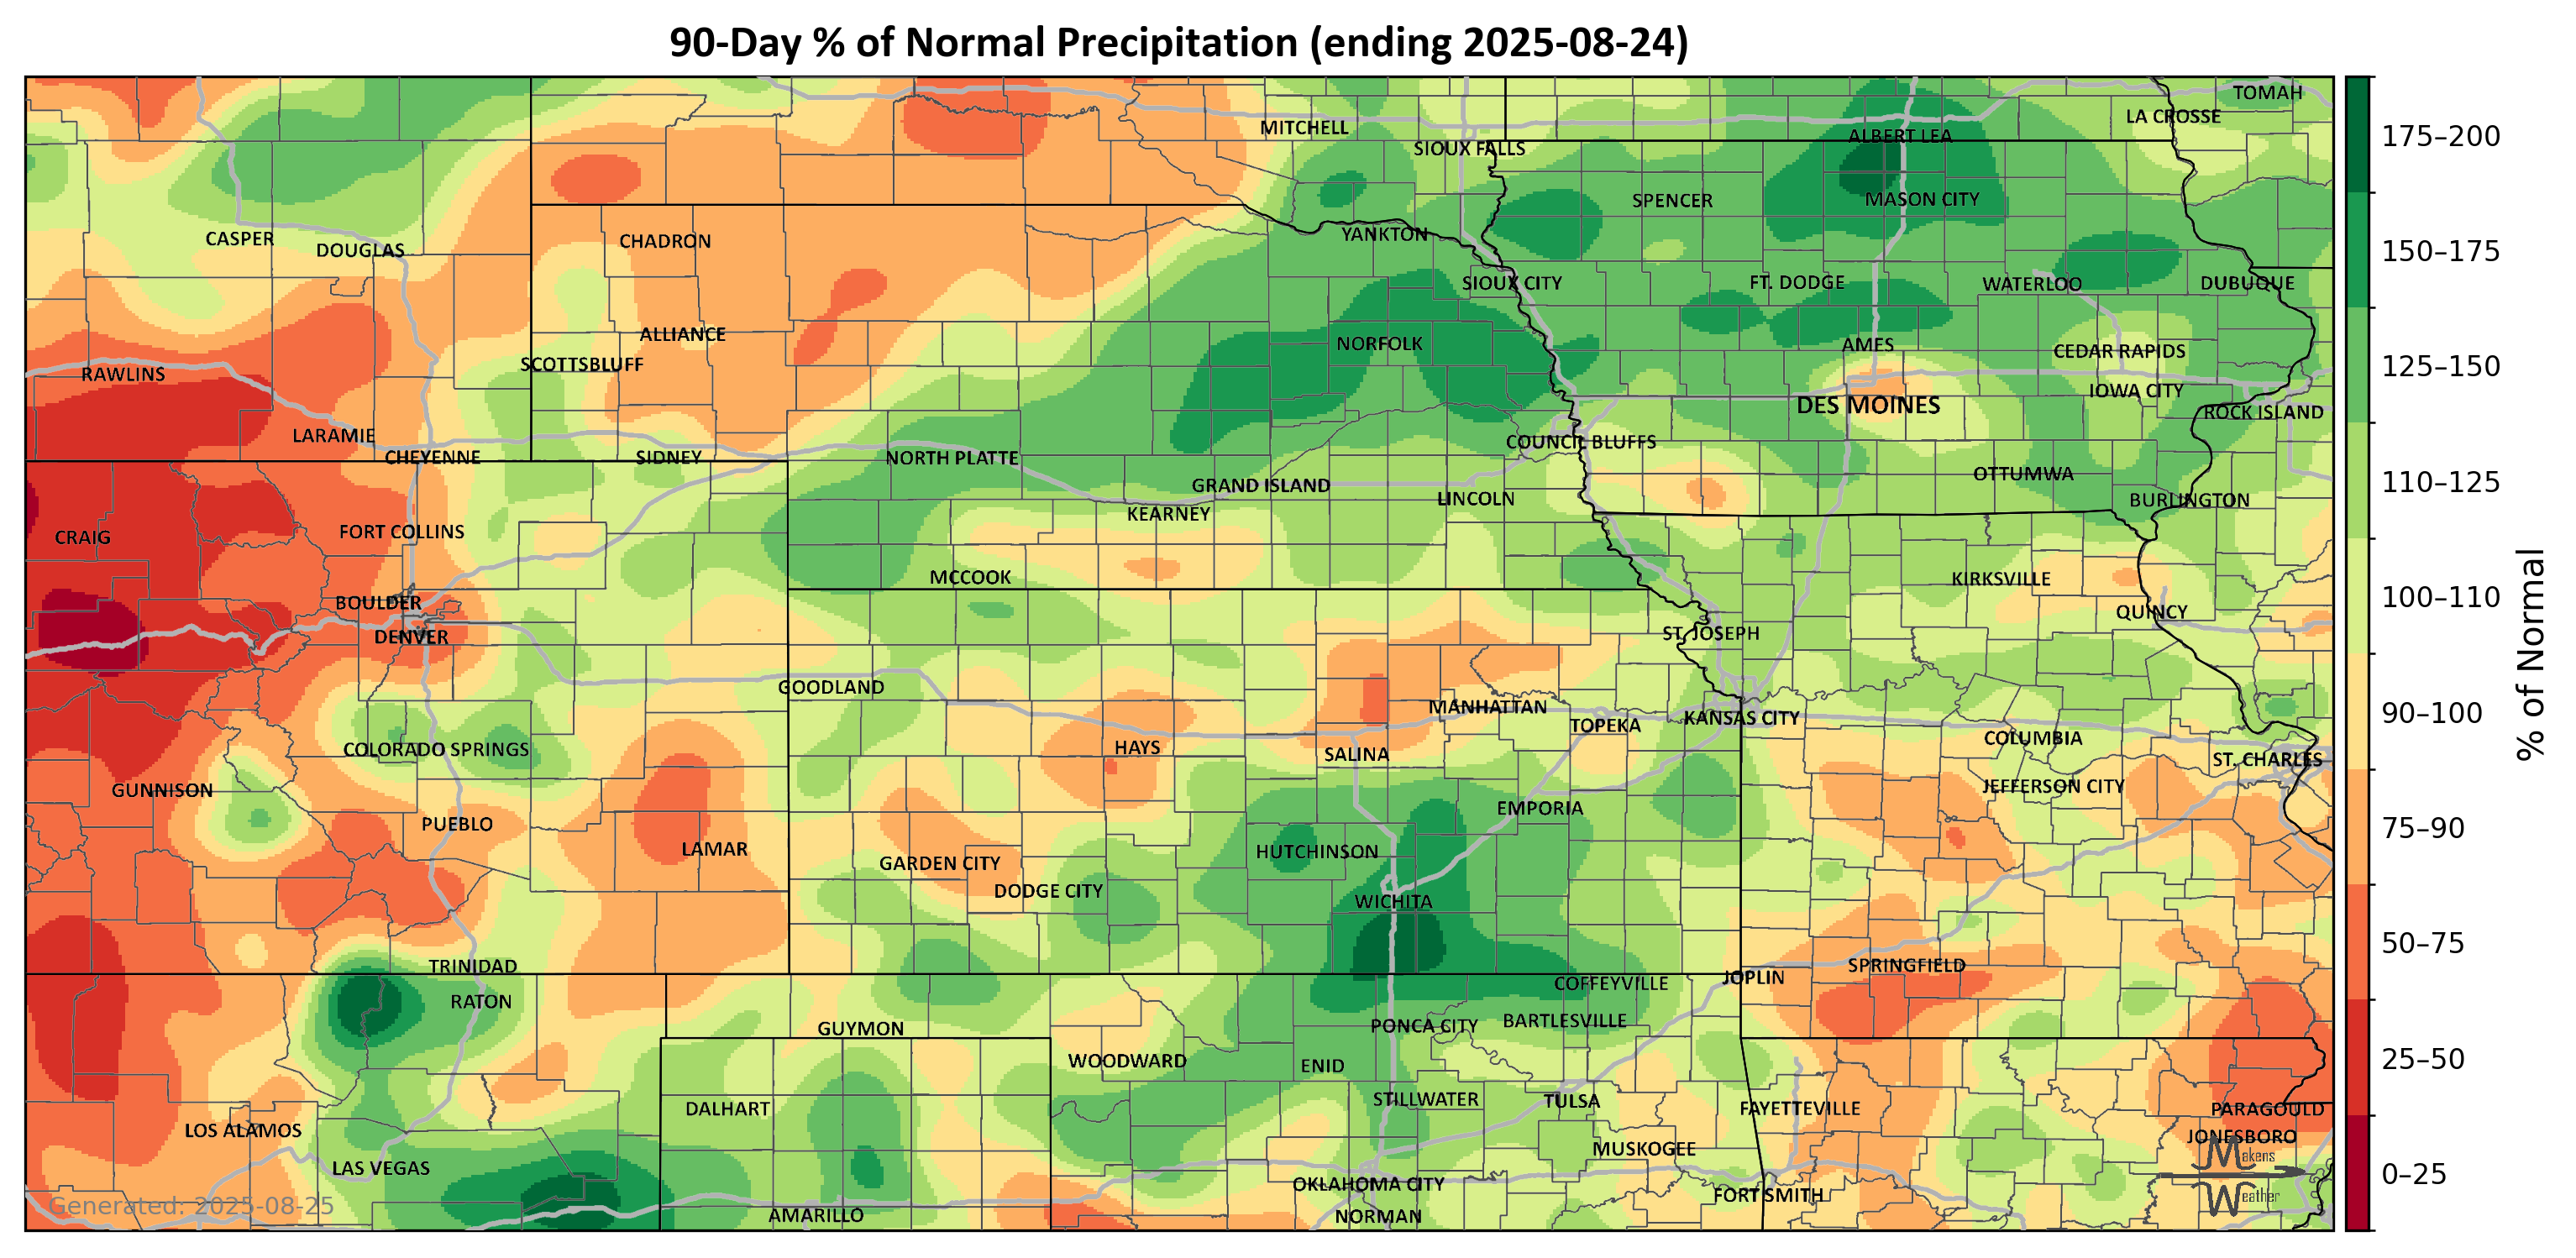 90-Day % of Normal Precipitation (ending 2025-08-24)
TOMAH
LA CROSSE
MITCHELL
ALBERT LEA
SIOUX FALLS
SPENCER
MASON CITY
CASPER
DOUGLAS
CHADRON
YANKTON
SIOUX CITY
FT. DODGE
WATERLOO
DUBUQUE
ALLIANCE
NORFOLK
AMES
CEDAR RAPIDS
SCOTTSBLUFF
RAWLINS
IOWA CITY
DES MOINES
ROCK ISLAND
LARAMIE
COUNCIL BLUFFS
CHEYENNE
SIDNEY
NORTH PLATTE
OTTUMWA
GRAND ISLAND
LINCOLN
BURLINGTON
KEARNEY
CRAIG
FORT COLLINS
MCCOOK
KIRKSVILLE
BOULDER
QUINCY
DENVER
ST. JOSEPH
GOODLAND
MANHATTAN
TOPEKA
KANSAS CITY
COLORADO SPRINGS
HAYS
SALINA
COLUMBIA
ST. CHARLES
GUNNISON
JEFFERSON CITY
PUEBLO
EMPORIA
LAMAR
HUTCHINSON
GARDEN CITY
DODGE CITY
WICHITA
TRINIDAD
SPRINGFIELD
JOPLIN
COFFEYVILLE
RATON
GUYMON
PONCA CITY
BARTLESVILLE
WOODWARD
ENID
DALHART
STILLWATER
TULSA
FAYETTEVILLE
PARAGOULD
LOS ALAMOS
JONESBORO
MUSKOGEE
LAS VEGAS
OKLAHOMA CITY
FORT SMITH
AMARILLO
NORMAN
Generated: 2025-08-25
Makens
Weather
175–200
150–175
125–150
110–125
100–110
90–100
75–90
50–75
25–50
0–25
% of Normal